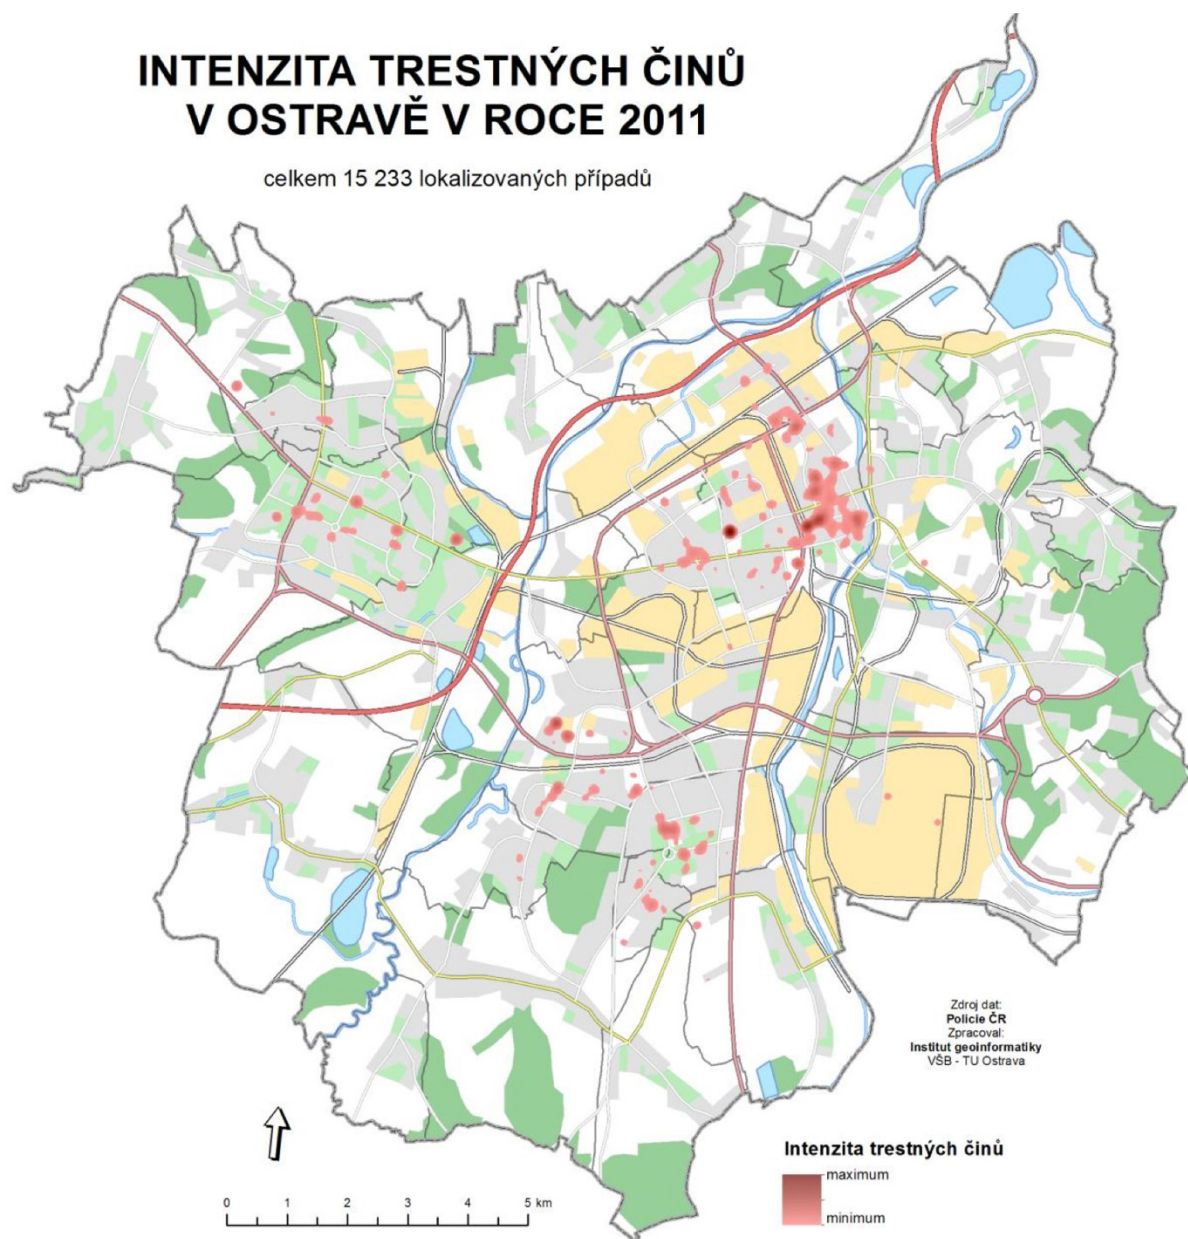 INTENZITA TRESTNÝCH ČINŮ
V OSTRAVĚ V ROCE 2011
celkem 15 233 lokalizovaných případů
Zdroj dat:
Policie ČR
Zpracoval:
Institut geoinformatiky
VŠB - TU Ostrava
Intenzita trestných činů
maximum
minimum
0 1 2 3 4 5 km